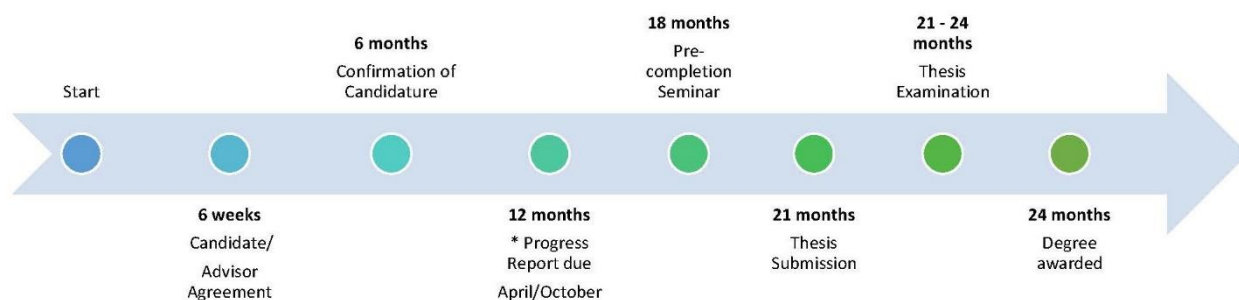 Start
6 weeks
Candidate/
Advisor
Agreement
6 months
Confirmation of
Candidature
12 months
* Progress
Report due
April/October
18 months
Pre-
completion
Seminar
21 months
Thesis
Submission
21 - 24
months
Thesis
Examination
24 months
Degree
awarded